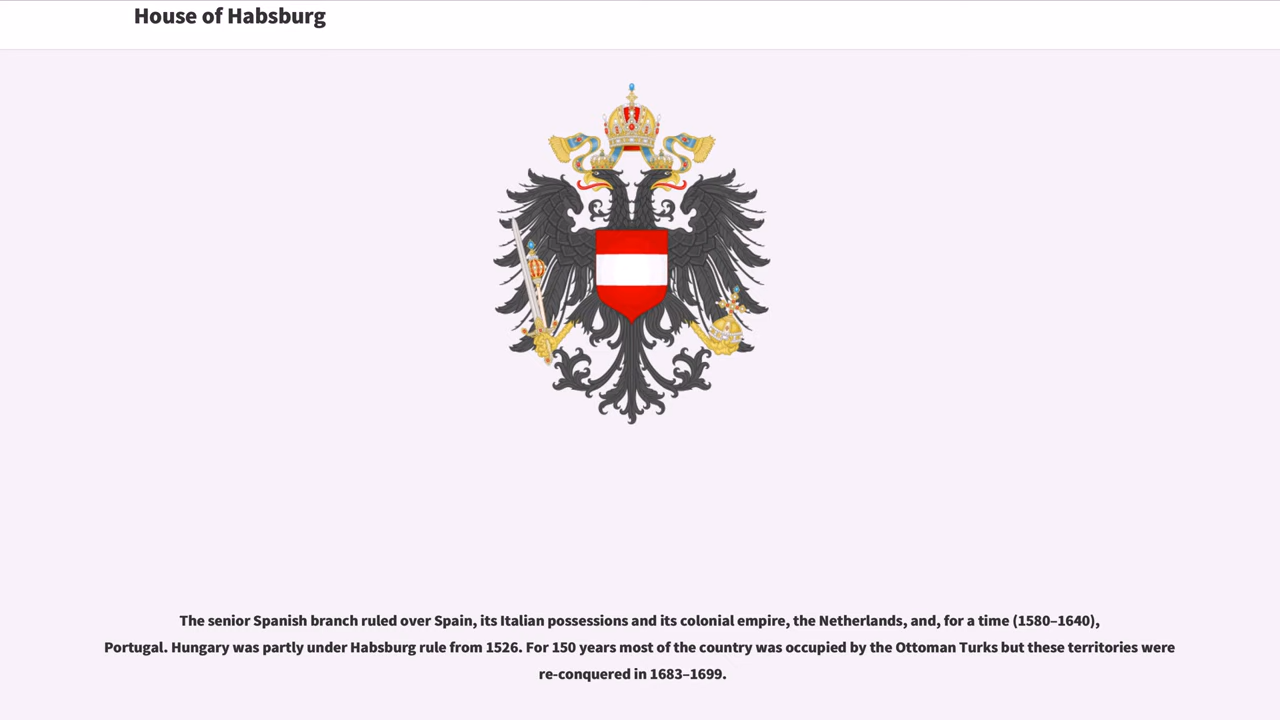 House of Habsburg
The senior Spanish branch ruled over Spain, its Italian possessions and its colonial empire, the Netherlands, and, for a time (1580–1640),
Portugal. Hungary was partly under Habsburg rule from 1526. For 150 years most of the country was occupied by the Ottoman Turks but these territories were
re-conquered in 1683–1699.